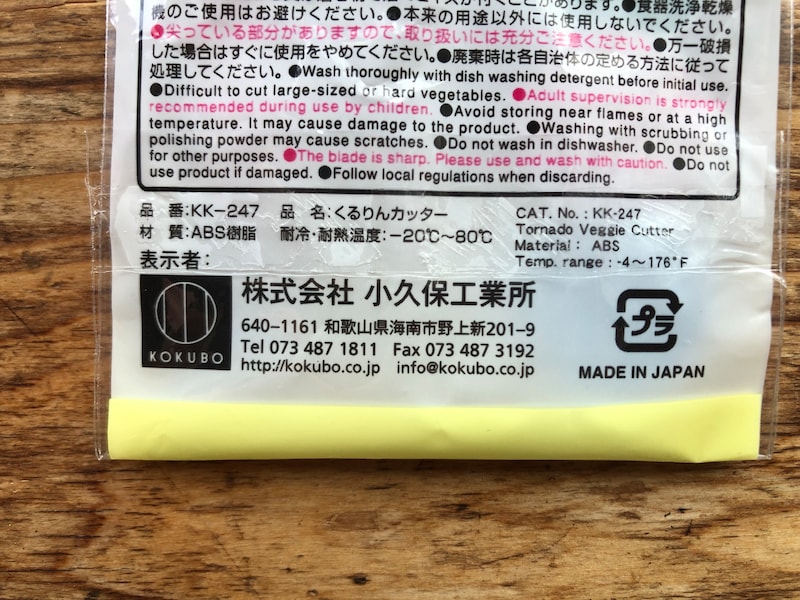 機のご使用はお避けください。●本来の用途以外には使用しないでください。
●尖っている部分がありますので、取り扱いには充分ご注意ください。●万一破損
した場合はすぐに使用をやめてください。●廃棄時は各自治体の定める方法に従って
処理してください。●Wash thoroughly with dish washing detergent before initial use.
●Difficult to cut large-sized or hard vegetables. ●Adult supervision is strongly
recommended during use by children. ●Avoid storing near flames or at a high
temperature. It may cause damage to the product. ●Washing with scrubbing or
polishing powder may cause scratches. ●Do not wash in dishwasher. ●Do not use
for other purposes. ●The blade is sharp. Please use and wash with caution. ●Do not
use product if damaged. ●Follow local regulations when discarding.
品 番:KK-247 品 名:くるりんカッター
材 質:ABS樹脂 耐冷・耐熱温度:-20℃~80℃
CAT. No. : KK-247
Tornado Veggie Cutter
Material : ABS
Temp. range : -4~176°F
表示者:
KOKUBO
株式会社 小久保工業所
640-1161 和歌山県海南市野上新201-9
Tel 073 487 1811 Fax 073 487 3192
http://kokubo.co.jp info@kokubo.co.jp
プラ
MADE IN JAPAN